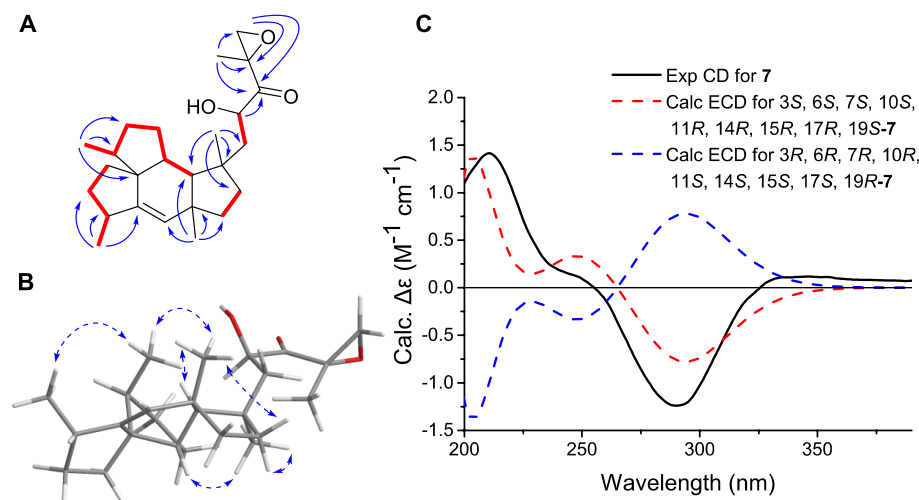 A
O
HO
O
B
C
Exp CD for 7
Calc ECD for 3S, 6S, 7S, 10S,
11R, 14R, 15R, 17R, 19S-7
Calc ECD for 3R, 6R, 7R, 10R,
11S, 14S, 15S, 17S, 19R-7
Calc. Δε (M⁻¹ cm⁻¹)
2.0
1.5
1.0
0.5
0.0
-0.5
-1.0
-1.5
200 250 300 350
Wavelength (nm)